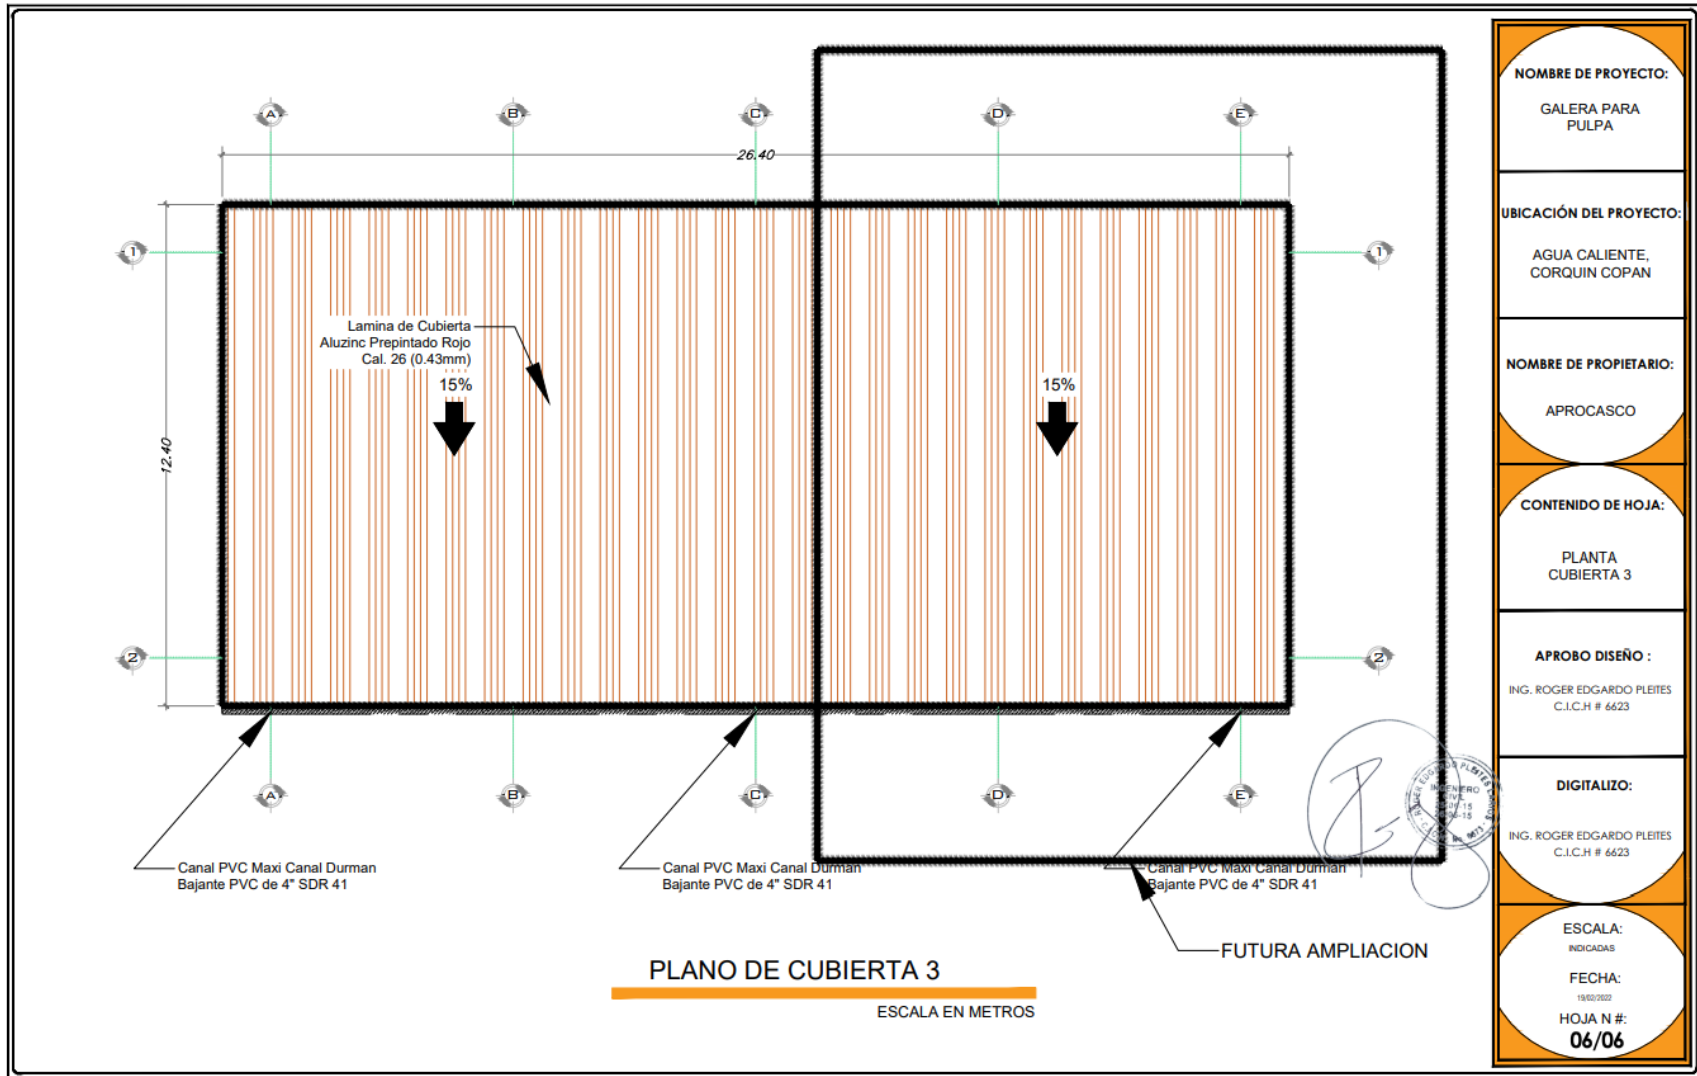 A
B
C
D
E
26.40
1
1
12.40
Lamina de Cubierta
Aluzinc Prepintado Rojo
Cal. 26 (0.43mm)
15%
15%
2
2
A
B
C
D
E
Canal PVC Maxi Canal Durman
Bajante PVC de 4" SDR 41
Canal PVC Maxi Canal Durman
Bajante PVC de 4" SDR 41
Canal PVC Maxi Canal Durman
Bajante PVC de 4" SDR 41
FUTURA AMPLIACION
PLANO DE CUBIERTA 3
ESCALA EN METROS
NOMBRE DE PROYECTO:
GALERA PARA
PULPA
UBICACIÓN DEL PROYECTO:
AGUA CALIENTE,
CORQUIN COPAN
NOMBRE DE PROPIETARIO:
APROCASCO
CONTENIDO DE HOJA:
PLANTA
CUBIERTA 3
APROBO DISEÑO :
ING. ROGER EDGARDO PLEITES
C.I.C.H # 6623
DIGITALIZO:
ING. ROGER EDGARDO PLEITES
C.I.C.H # 6623
ESCALA:
INDICADAS
FECHA:
19/02/2022
HOJA N #:
06/06